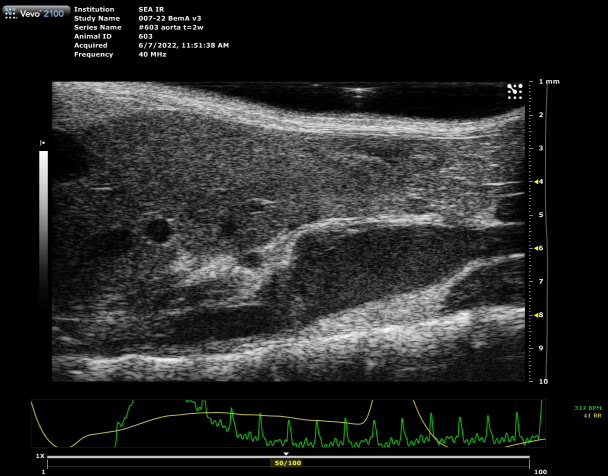 Vevo 2100
Institution SEA IR
Study Name 007-22 BemA v3
Series Name #603 aorta t=2w
Animal ID 603
Acquired 6/7/2022, 11:51:38 AM
Frequency 40 MHz
1 mm
2
3
4
5
6
7
8
9
10
312 BPM
41 RR
1X
50/100
1
100